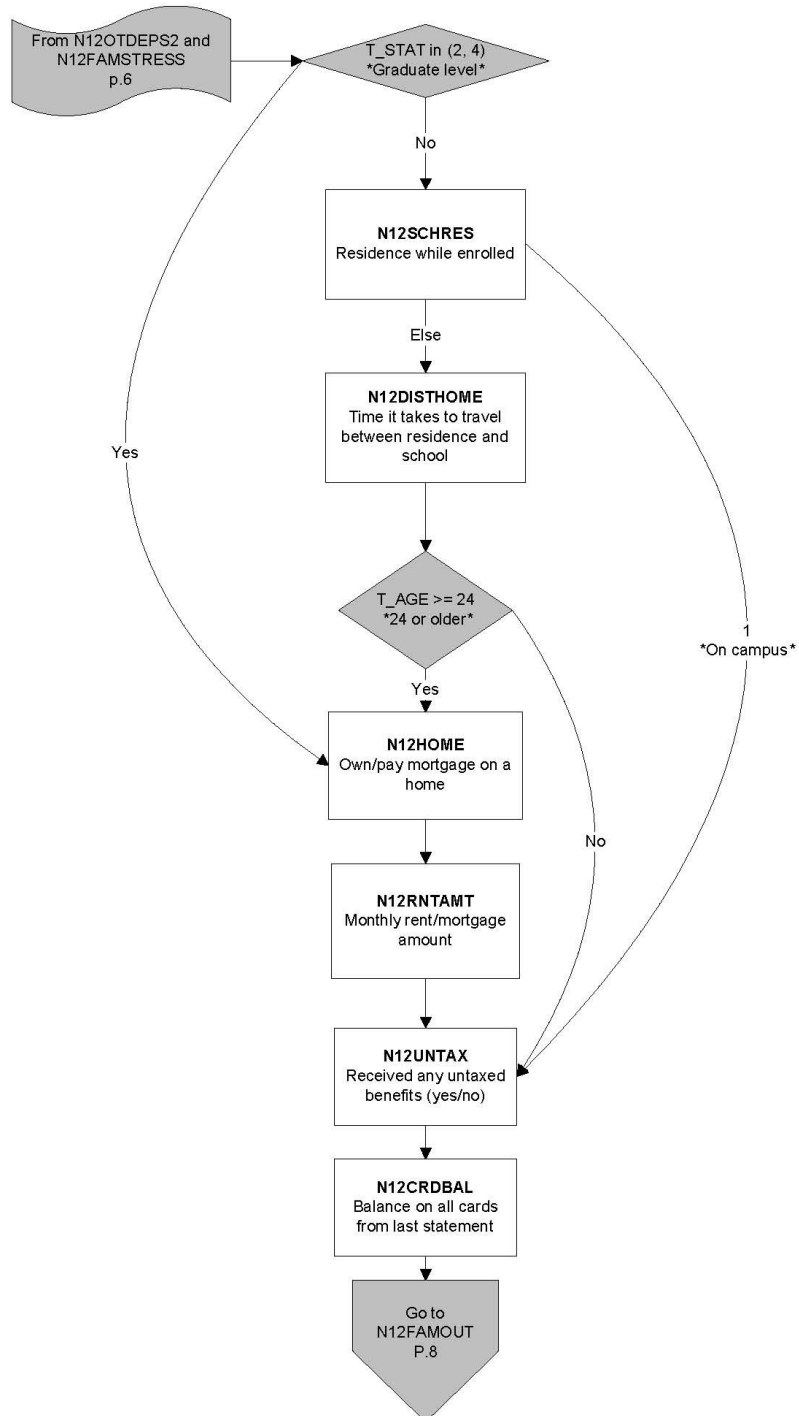 From N12OTDEPS2 and
N12FAMSTRESS
p.6
T_STAT in (2, 4)
*Graduate level*
No
N12SCHRES
Residence while enrolled
Else
N12DISTHOME
Time it takes to travel
between residence and
school
Yes
T_AGE >= 24
*24 or older*
1
*On campus*
Yes
N12HOME
Own/pay mortgage on a
home
No
N12RNTAMT
Monthly rent/mortgage
amount
N12UNTAX
Received any untaxed
benefits (yes/no)
N12CRDBAL
Balance on all cards
from last statement
Go to
N12FAMOUT
P.8